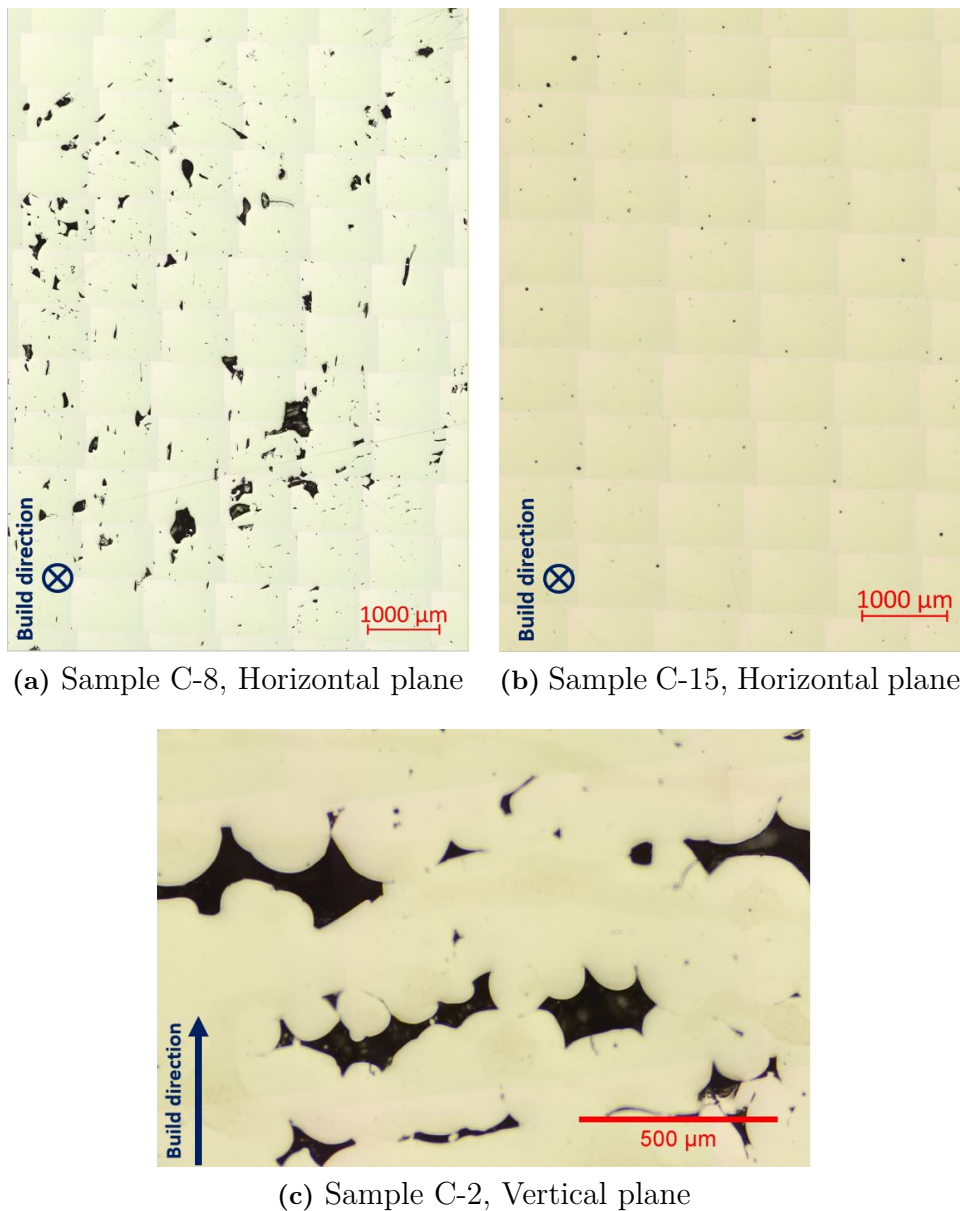 Build direction
1000 µm
Build direction
1000 µm
(a) Sample C-8, Horizontal plane
(b) Sample C-15, Horizontal plane
Build direction
500 µm
(c) Sample C-2, Vertical plane